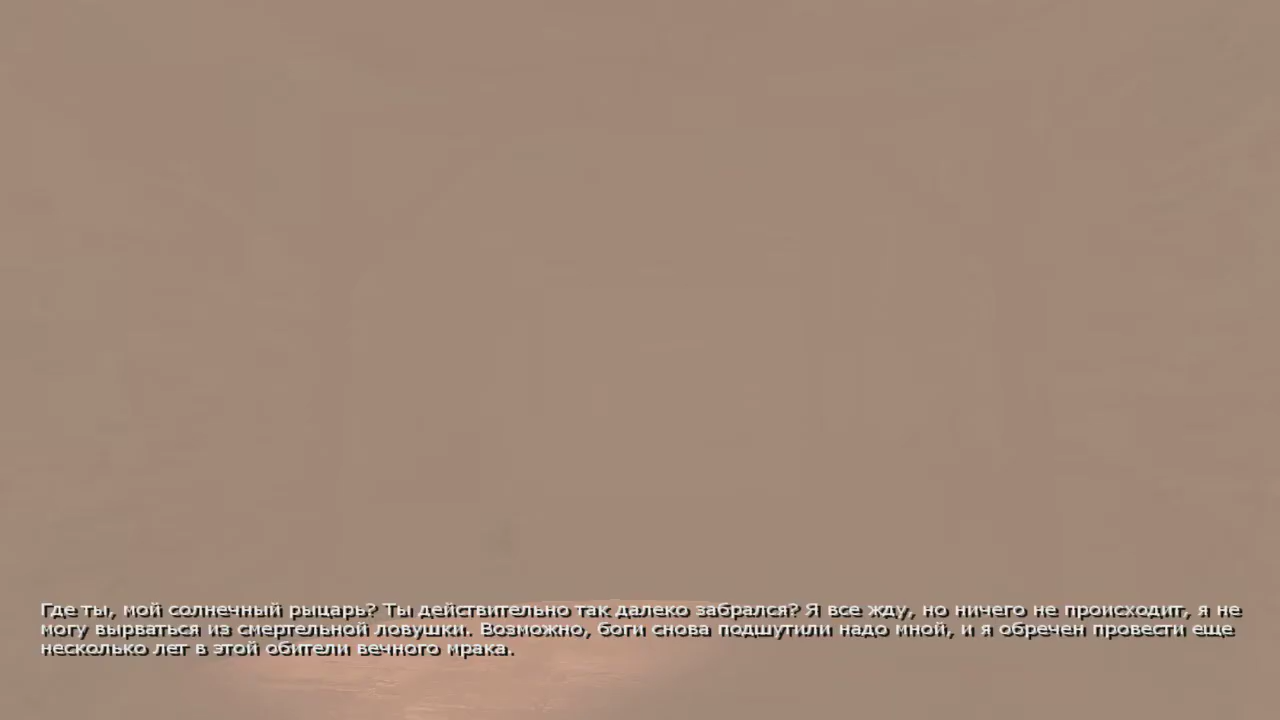 Где ты, мой солнечный рыцарь? Ты действительно так далеко забрался? Я все жду, но ничего не происходит, я не
могу вырваться из смертельной ловушки. Возможно, боги снова подшутили надо мной, и я обречен провести еще
несколько лет в этой обители вечного мрака.